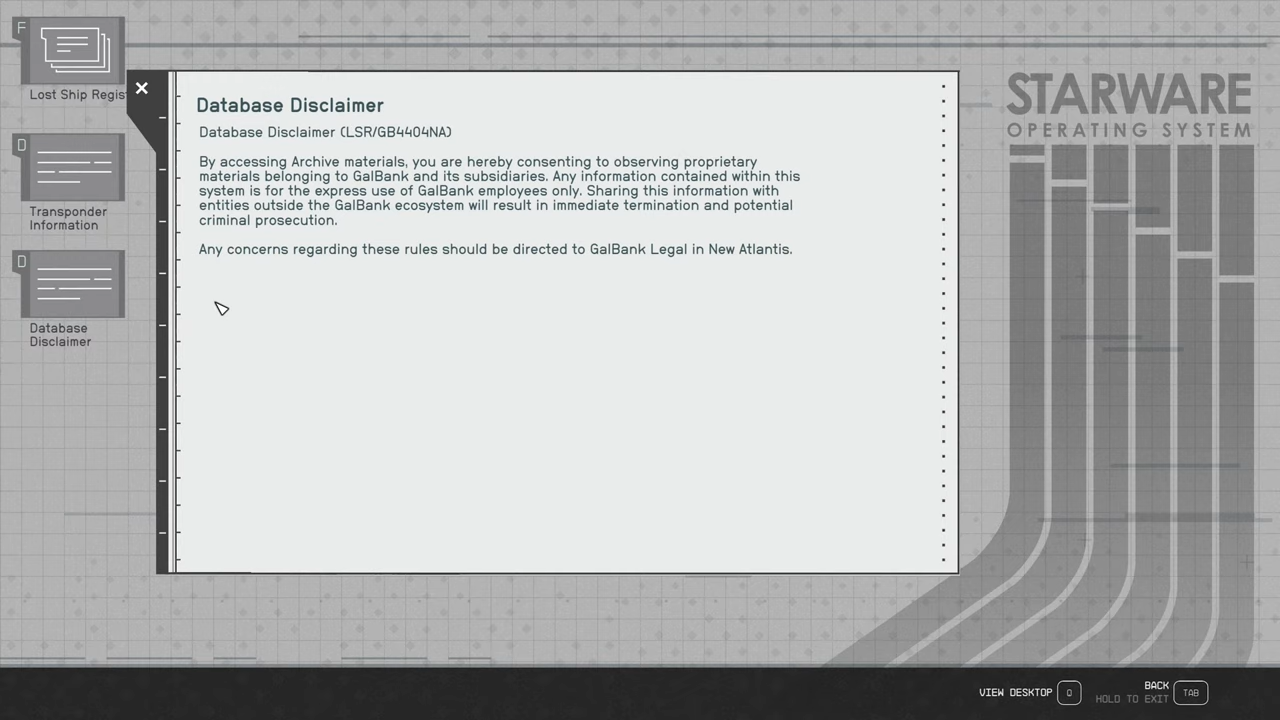 F
Lost Ship Regis
D
Transponder
Information
D
Database
Disclaimer
Database Disclaimer
Database Disclaimer (LSR/GB4404NA)
By accessing Archive materials, you are hereby consenting to observing proprietary
materials belonging to GalBank and its subsidiaries. Any information contained within this
system is for the express use of GalBank employees only. Sharing this information with
entities outside the GalBank ecosystem will result in immediate termination and potential
criminal prosecution.
Any concerns regarding these rules should be directed to GalBank Legal in New Atlantis.
STARWARE
OPERATING SYSTEM
VIEW DESKTOP Q
BACK
HOLD TO EXIT TAB